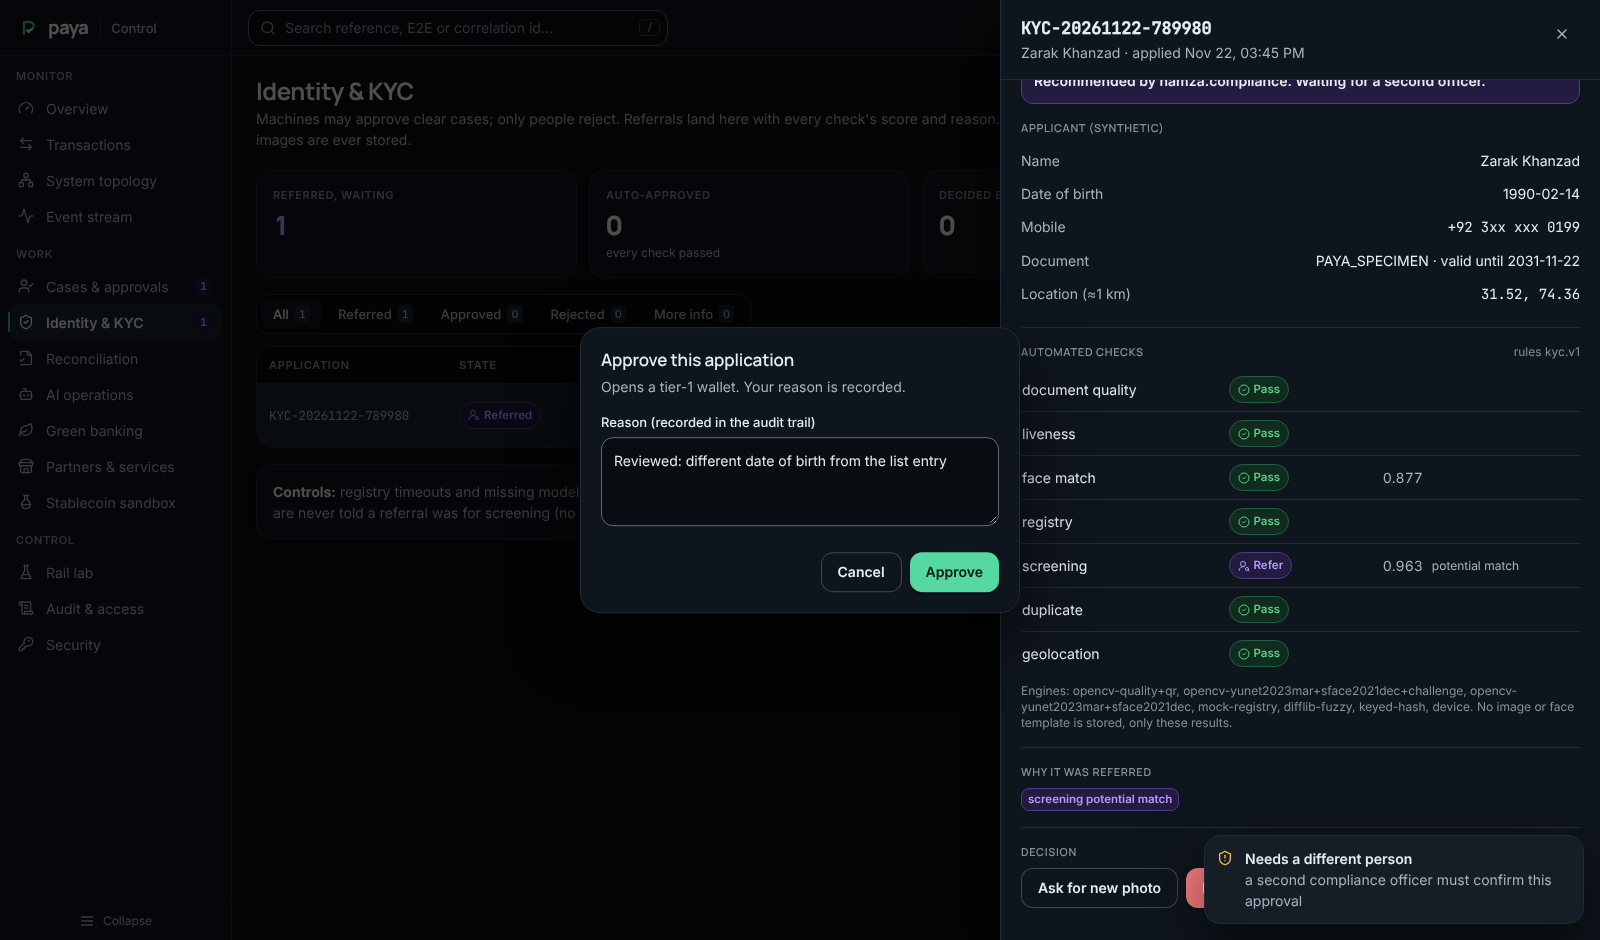 paya
Control
Search reference, E2E or correlation id...
/
MONITOR
Overview
Transactions
System topology
Event stream
WORK
Cases & approvals 1
Identity & KYC 1
Reconciliation
AI operations
Green banking
Partners & services
Stablecoin sandbox
CONTROL
Rail lab
Audit & access
Security
Collapse
Identity & KYC
Machines may approve clear cases; only people reject. Referrals land here with every check's score and reason.
images are ever stored.
REFERRED, WAITING
1
AUTO-APPROVED
0
every check passed
DECIDED
0
All 1 Referred 1 Approved 0 Rejected 0 More info 0
APPLICATION STATE
KYC-20261122-789980 Referred
Controls: registry timeouts and missing model
are never told a referral was for screening (no
Approve this application
Opens a tier-1 wallet. Your reason is recorded.
Reason (recorded in the audit trail)
Reviewed: different date of birth from the list entry
Cancel Approve
KYC-20261122-789980
Zarak Khanzad · applied Nov 22, 03:45 PM
Recommended by hamza.compliance. Waiting for a second officer.
APPLICANT (SYNTHETIC)
Name Zarak Khanzad
Date of birth 1990-02-14
Mobile +92 3xx xxx 0199
Document PAYA_SPECIMEN · valid until 2031-11-22
Location (≈1 km) 31.52, 74.36
AUTOMATED CHECKS rules kyc.v1
document quality Pass
liveness Pass
face match Pass 0.877
registry Pass
screening Refer 0.963 potential match
duplicate Pass
geolocation Pass
Engines: opencv-quality+qr, opencv-yunet2023mar+sface2021dec+challenge, opencv-
yunet2023mar+sface2021dec, mock-registry, difflib-fuzzy, keyed-hash, device. No image or face
template is stored, only these results.
WHY IT WAS REFERRED
screening potential match
DECISION
Ask for new photo
Needs a different person
a second compliance officer must confirm this
approval